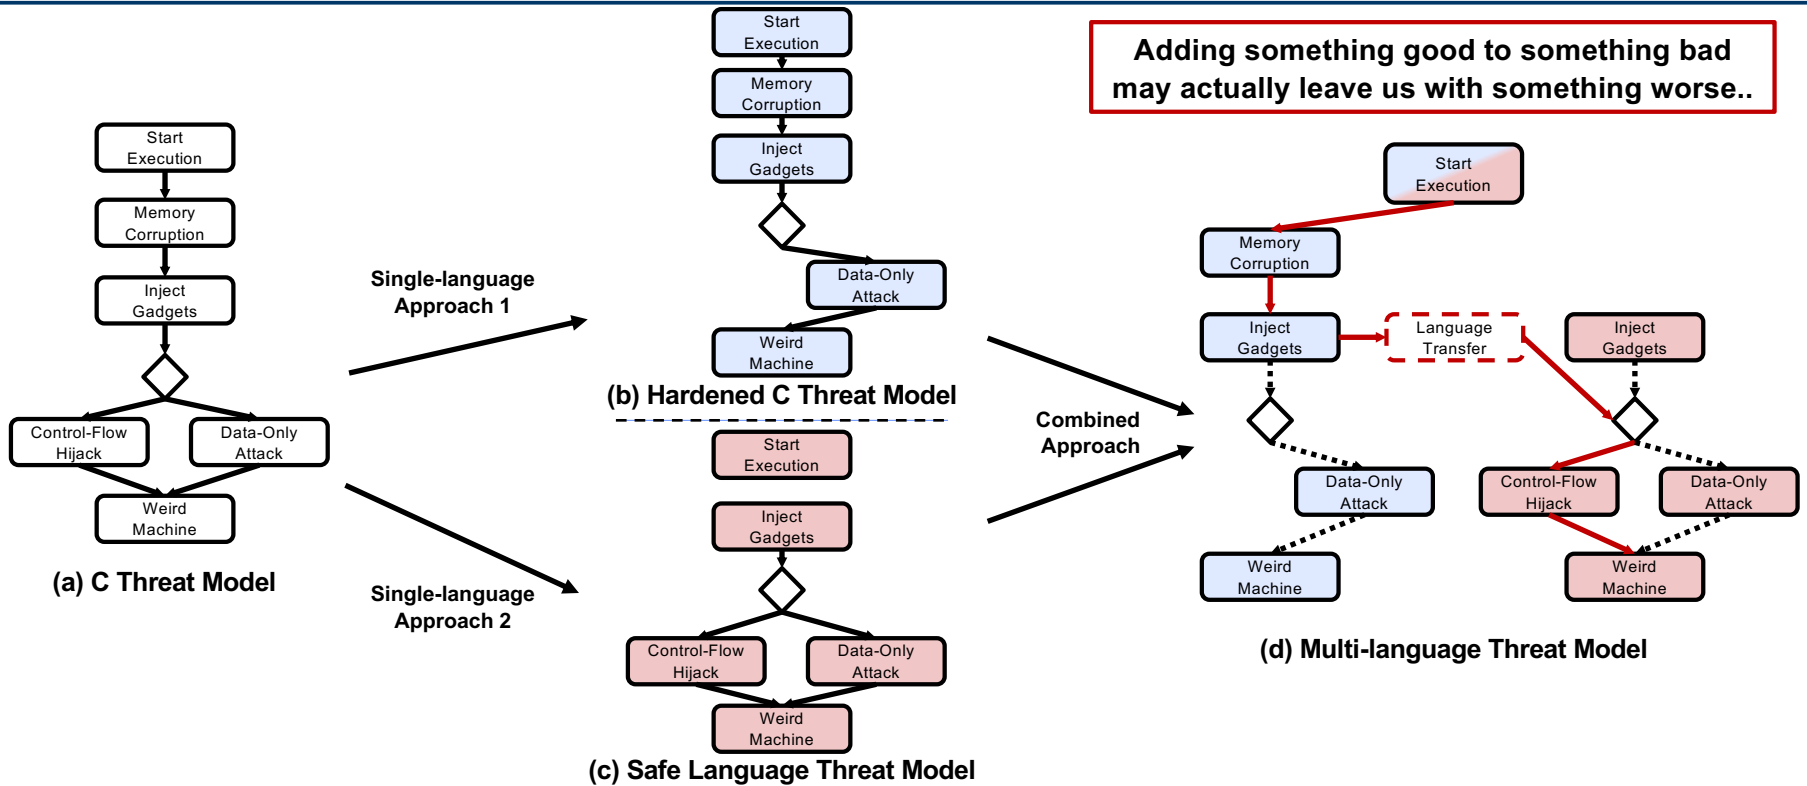 Adding something good to something bad
may actually leave us with something worse..
Start
Execution
Memory
Corruption
Inject
Gadgets
Control-Flow
Hijack
Data-Only
Attack
Weird
Machine
(a) C Threat Model
Single-language
Approach 1
Single-language
Approach 2
Start
Execution
Memory
Corruption
Inject
Gadgets
Data-Only
Attack
Weird
Machine
(b) Hardened C Threat Model
Start
Execution
Inject
Gadgets
Control-Flow
Hijack
Data-Only
Attack
Weird
Machine
(c) Safe Language Threat Model
Combined
Approach
Start
Execution
Memory
Corruption
Inject
Gadgets
Language
Transfer
Inject
Gadgets
Data-Only
Attack
Control-Flow
Hijack
Data-Only
Attack
Weird
Machine
Weird
Machine
(d) Multi-language Threat Model